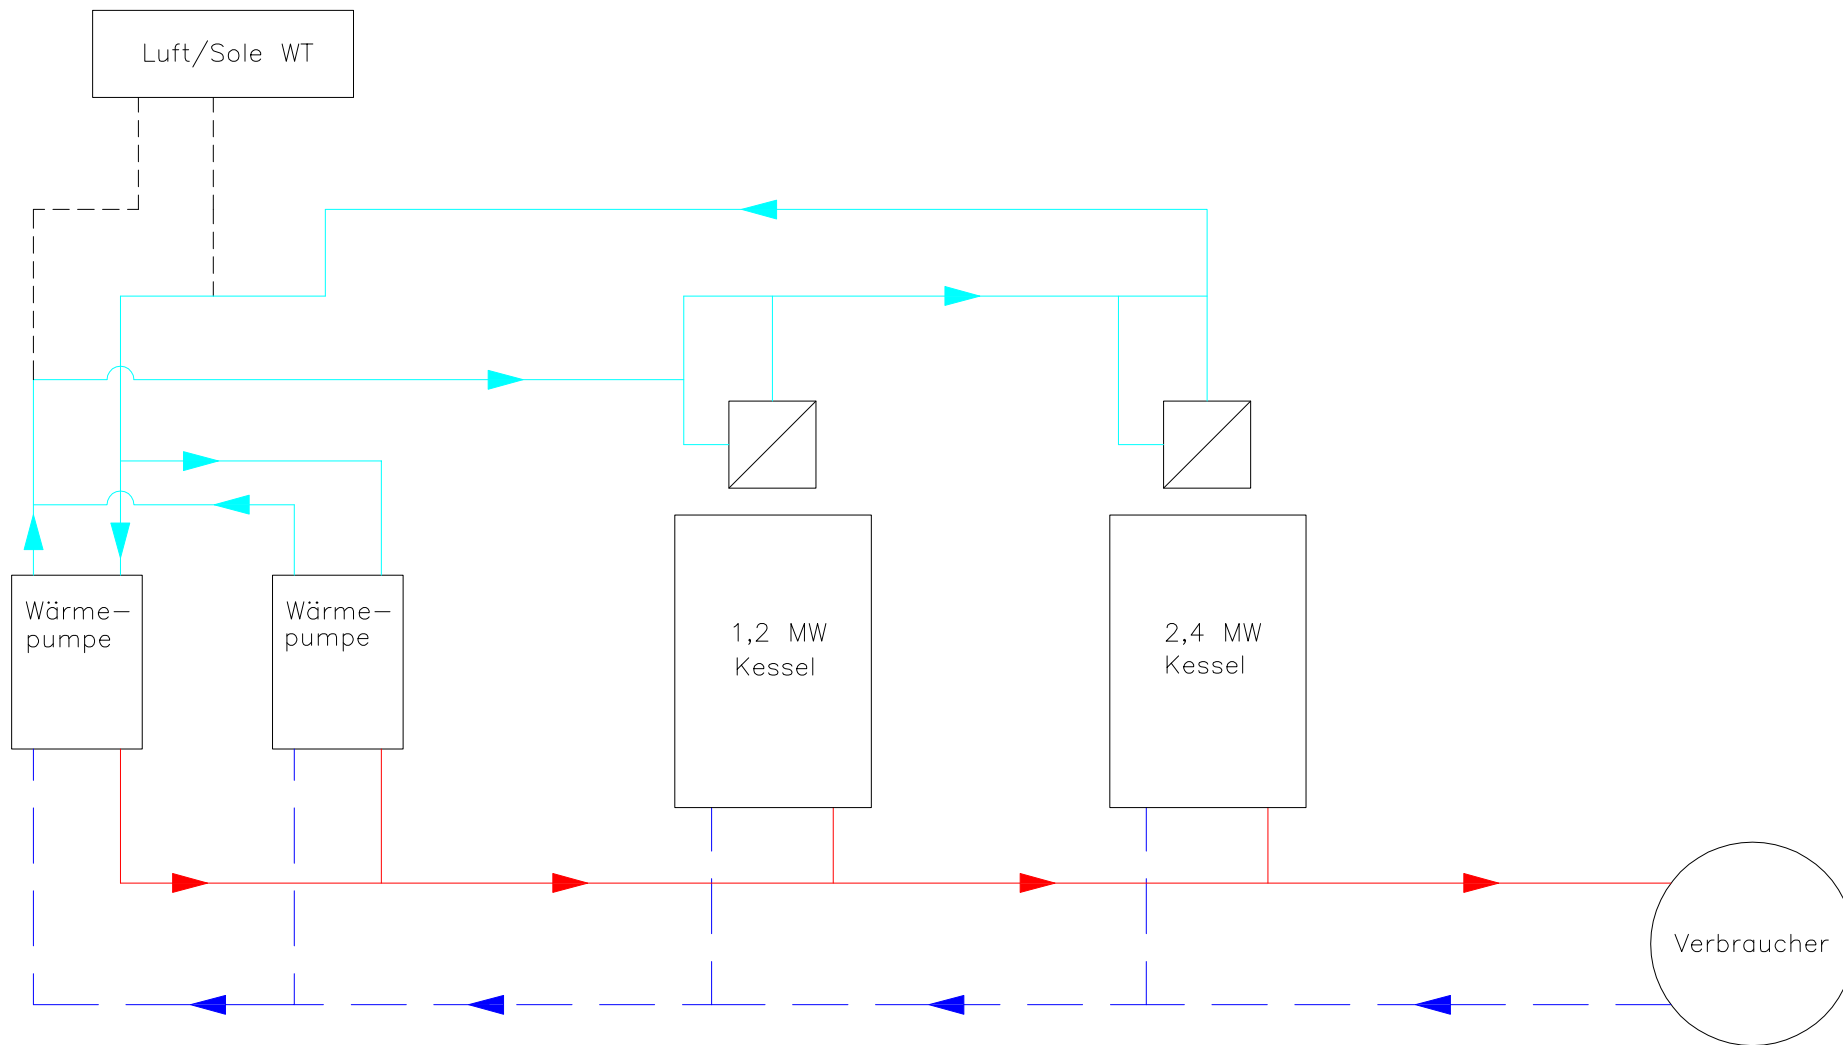 Luft/Sole WT
Wärme-
pumpe
Wärme-
pumpe
1,2 MW
Kessel
2,4 MW
Kessel
Verbraucher